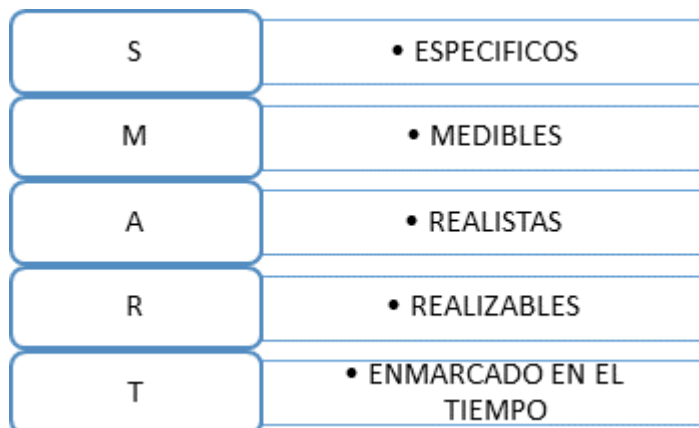 S
• ESPECIFICOS
M
• MEDIBLES
A
• REALISTAS
R
• REALIZABLES
T
• ENMARCADO EN EL
TIEMPO